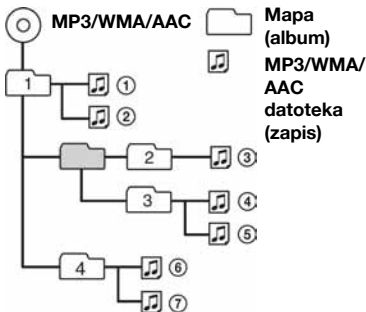 MP3/WMA/AAC
Mapa
(album)
MP3/WMA/
AAC
datoteka
(zapis)
1
①
②
2
③
3
④
⑤
4
⑥
⑦